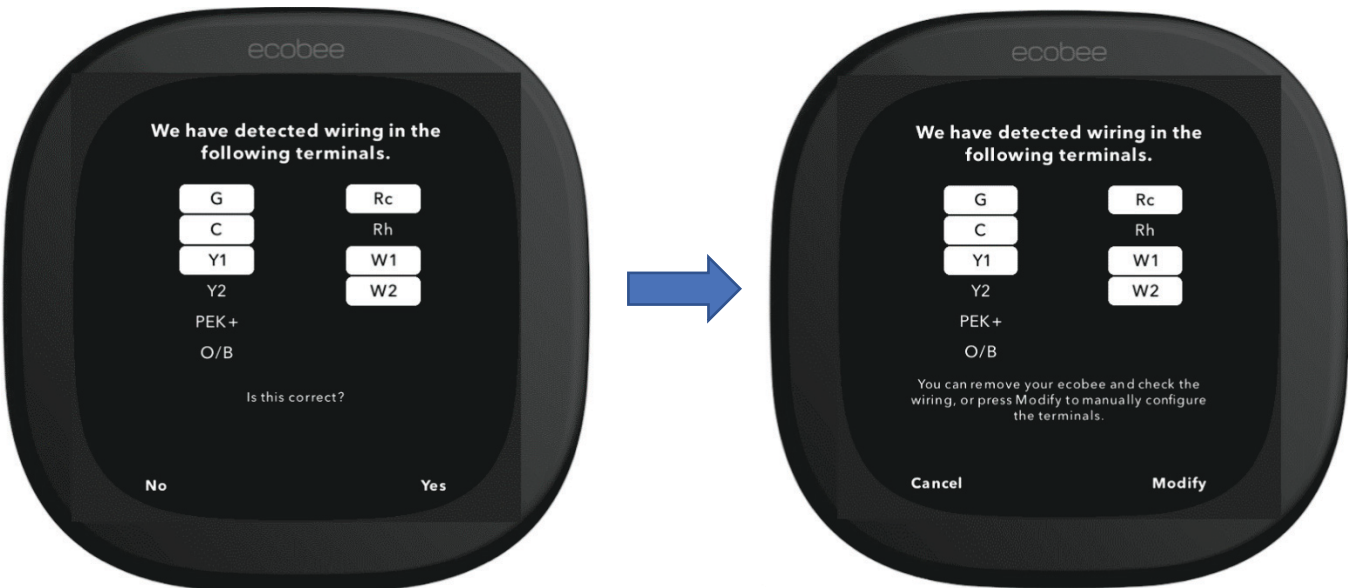 ecobee
We have detected wiring in the
following terminals.
G Rc
C Rh
Y1 W1
Y2 W2
PEK+
O/B
Is this correct?
No Yes
ecobee
We have detected wiring in the
following terminals.
G Rc
C Rh
Y1 W1
Y2 W2
PEK+
O/B
You can remove your ecobee and check the
wiring, or press Modify to manually configure
the terminals.
Cancel Modify